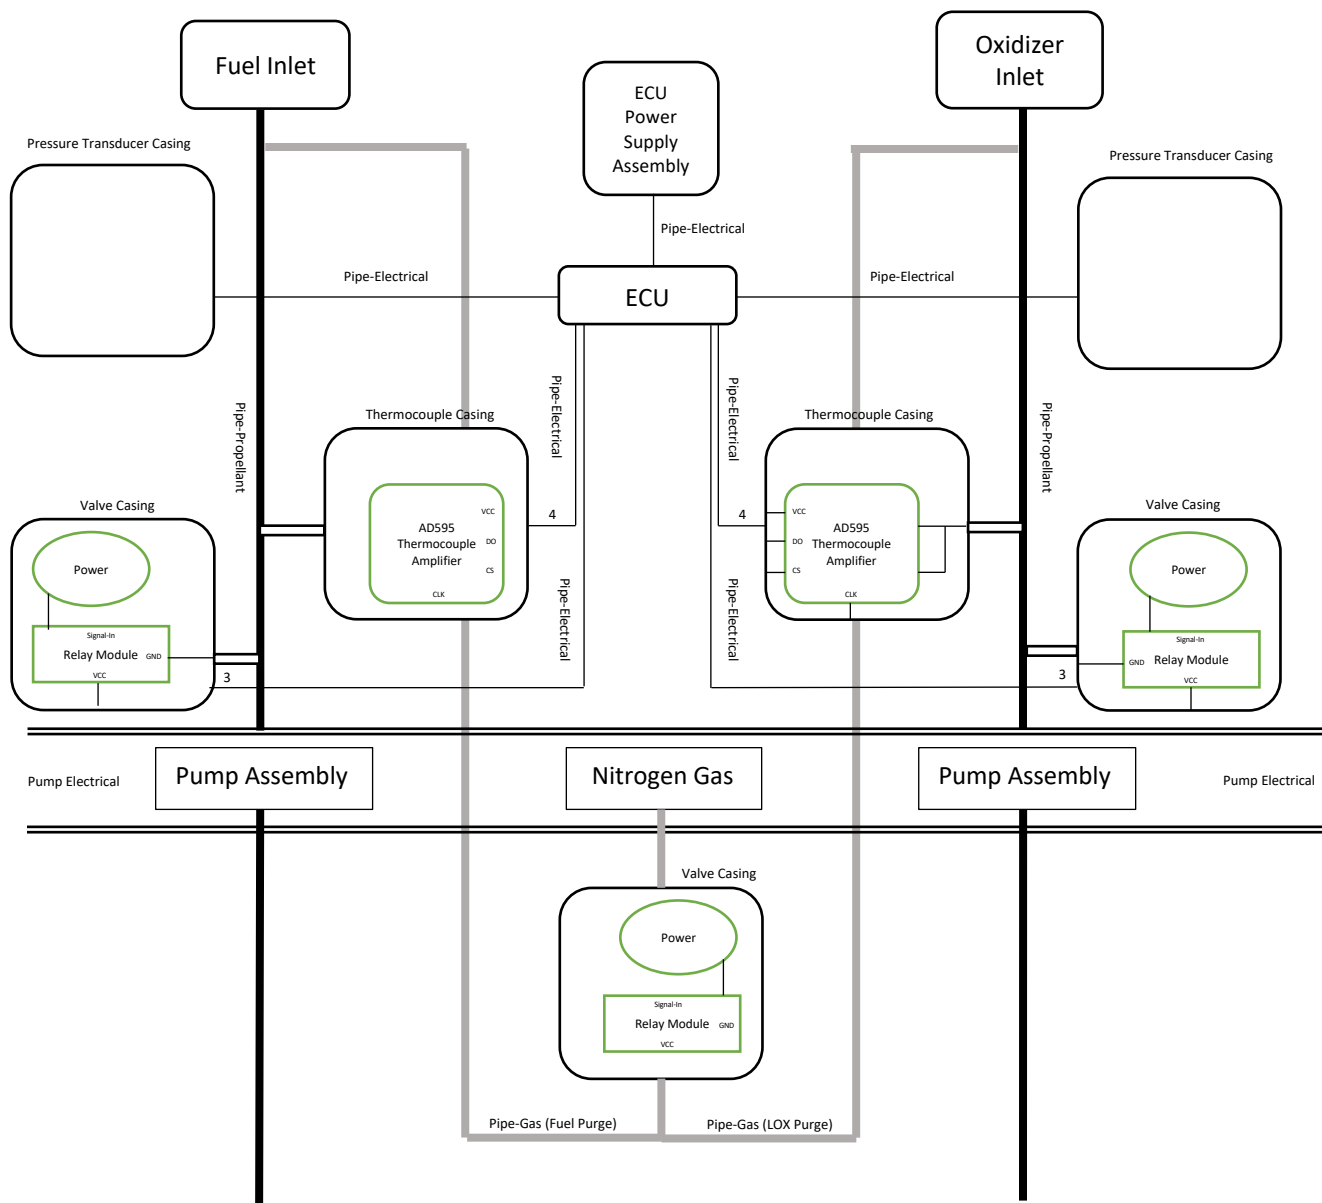 Fuel Inlet
Oxidizer
Inlet
ECU
Power
Supply
Assembly
Pressure Transducer Casing
Pressure Transducer Casing
Pipe-Electrical
Pipe-Electrical
Pipe-Electrical
ECU
Pipe-Propellant
Pipe-Electrical
Pipe-Electrical
Pipe-Propellant
Thermocouple Casing
Thermocouple Casing
Valve Casing
Power
Signal-In
Relay Module
GND
VCC
3
AD595
Thermocouple
Amplifier
VCC
DO
CS
CLK
4
Pipe-Electrical
4
Pipe-Electrical
VCC
DO
CS
AD595
Thermocouple
Amplifier
CLK
Valve Casing
Power
Signal-In
GND
Relay Module
VCC
3
Pump Electrical
Pump Assembly
Nitrogen Gas
Pump Assembly
Pump Electrical
Valve Casing
Power
Signal-In
Relay Module
GND
VCC
Pipe-Gas (Fuel Purge)
Pipe-Gas (LOX Purge)